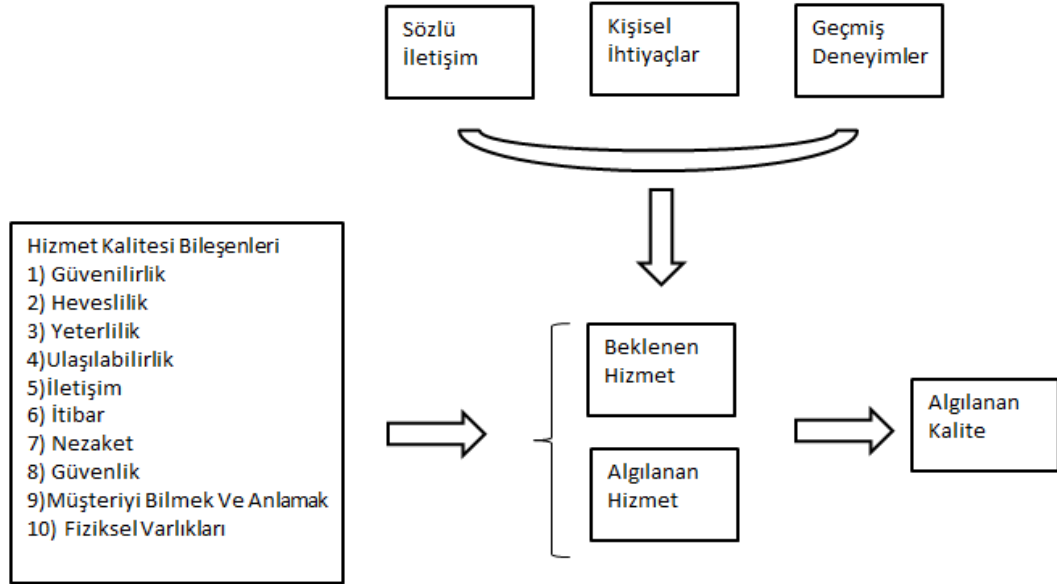 Sözlü
İletişim
Kişisel
İhtiyaçlar
Geçmiş
Deneyimler
Hizmet Kalitesi Bileşenleri
1) Güvenilirlik
2) Heveslilik
3) Yeterlilik
4)Ulaşılabilirlik
5)İletişim
6) İtibar
7) Nezaket
8) Güvenlik
9)Müşteriyi Bilmek Ve Anlamak
10) Fiziksel Varlıkları
Beklenen
Hizmet
Algılanan
Hizmet
Algılanan
Kalite